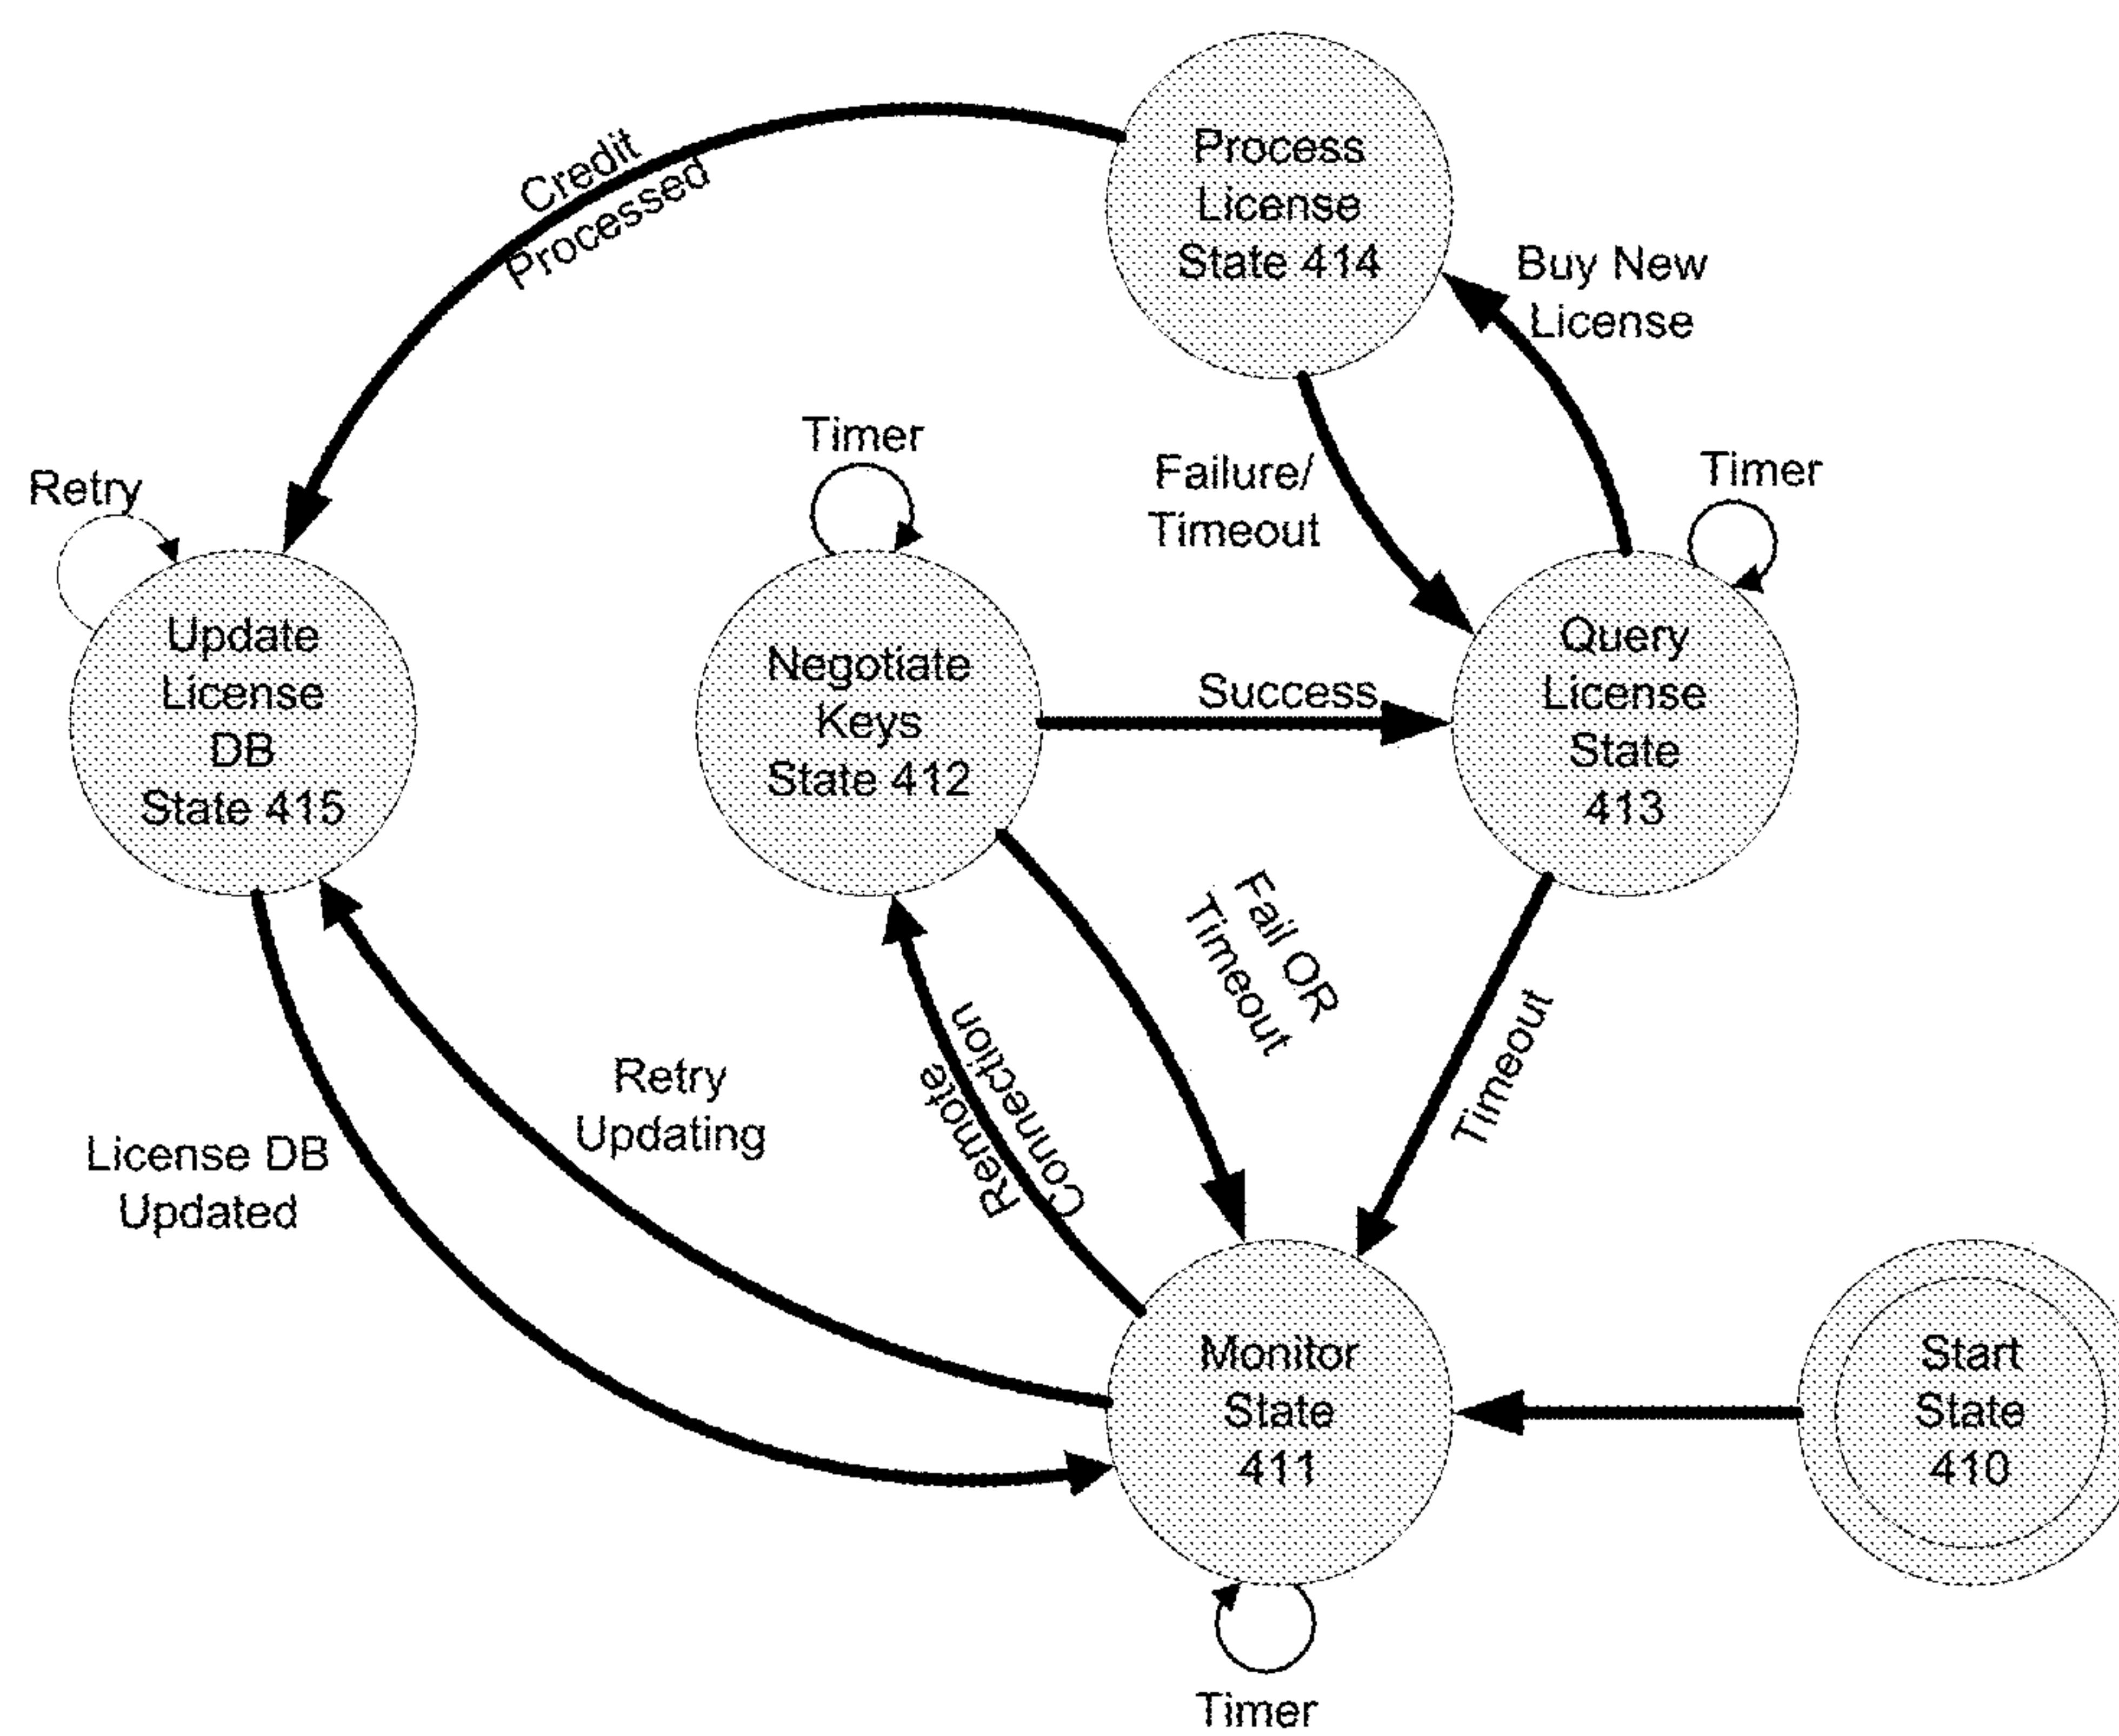 Process
License
State 414
Credit
Processed
Buy New
License
Timer
Failure/
Timeout
Timer
Retry
Update
License
DB
State 415
Negotiate
Keys
State 412
Success
Query
License
State
413
Fail OR
Timeout
Timeout
Remote
Connection
Retry
Updating
License DB
Updated
Monitor
State
411
Start
State
410
Timer